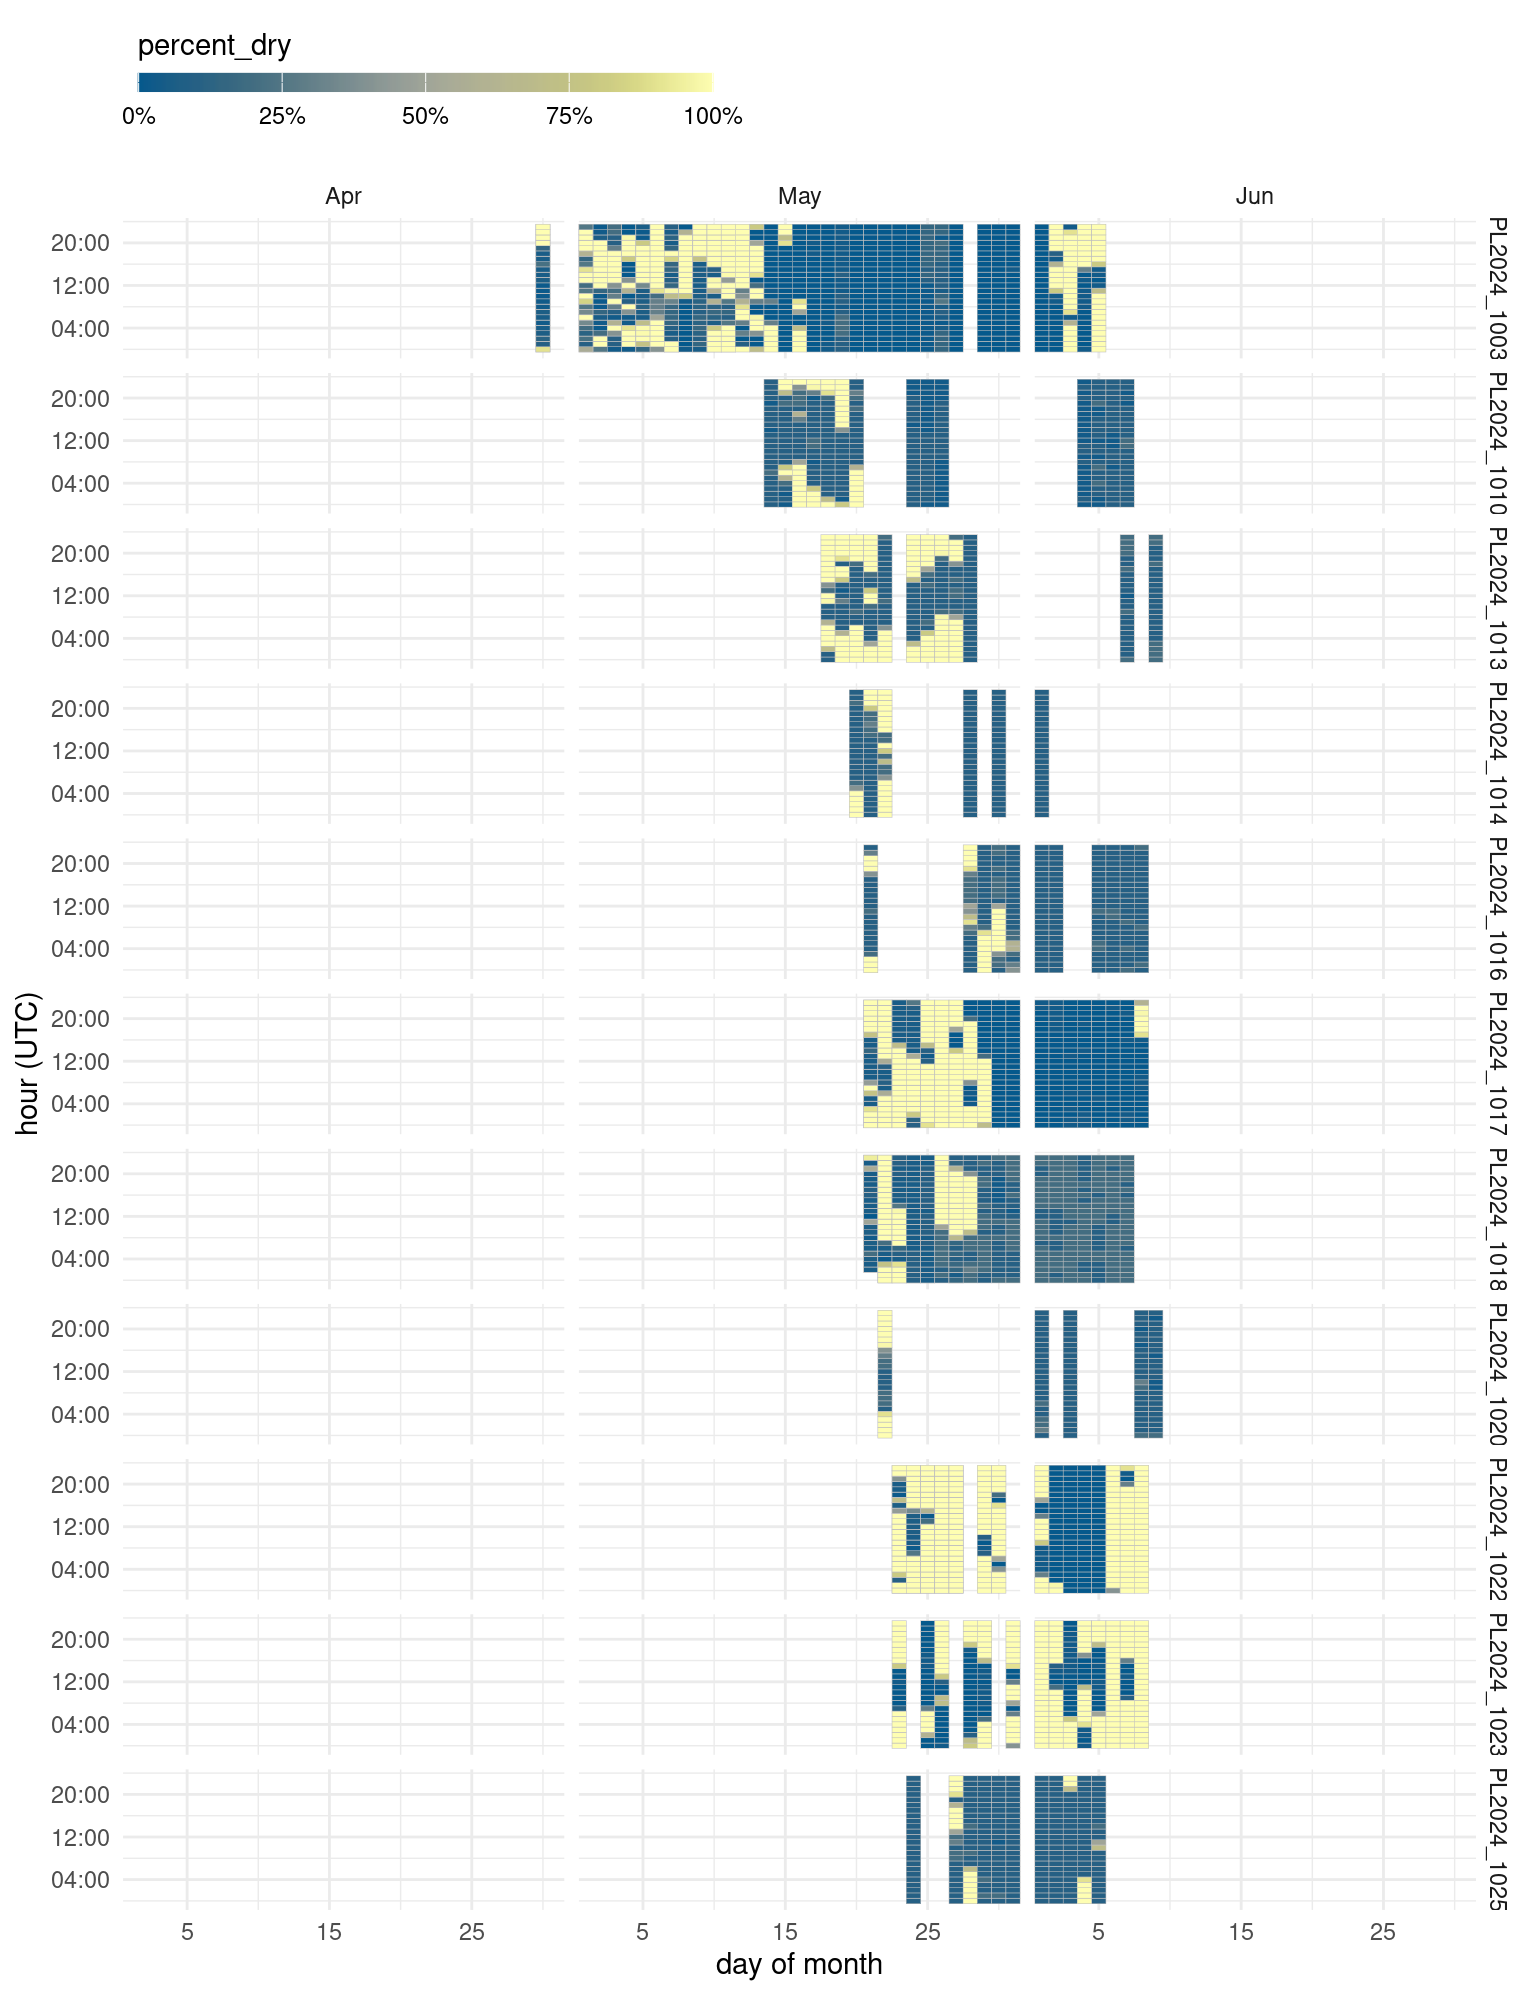 percent_dry
0% 25% 50% 75% 100%
Apr May Jun
hour (UTC)
20:00
12:00
04:00
PL2024_1003
20:00
12:00
04:00
PL2024_1010
20:00
12:00
04:00
PL2024_1013
20:00
12:00
04:00
PL2024_1014
20:00
12:00
04:00
PL2024_1016
20:00
12:00
04:00
PL2024_1017
20:00
12:00
04:00
PL2024_1018
20:00
12:00
04:00
PL2024_1020
20:00
12:00
04:00
PL2024_1022
20:00
12:00
04:00
PL2024_1023
20:00
12:00
04:00
PL2024_1025
5 15 25 5 15 25 5 15 25
day of month